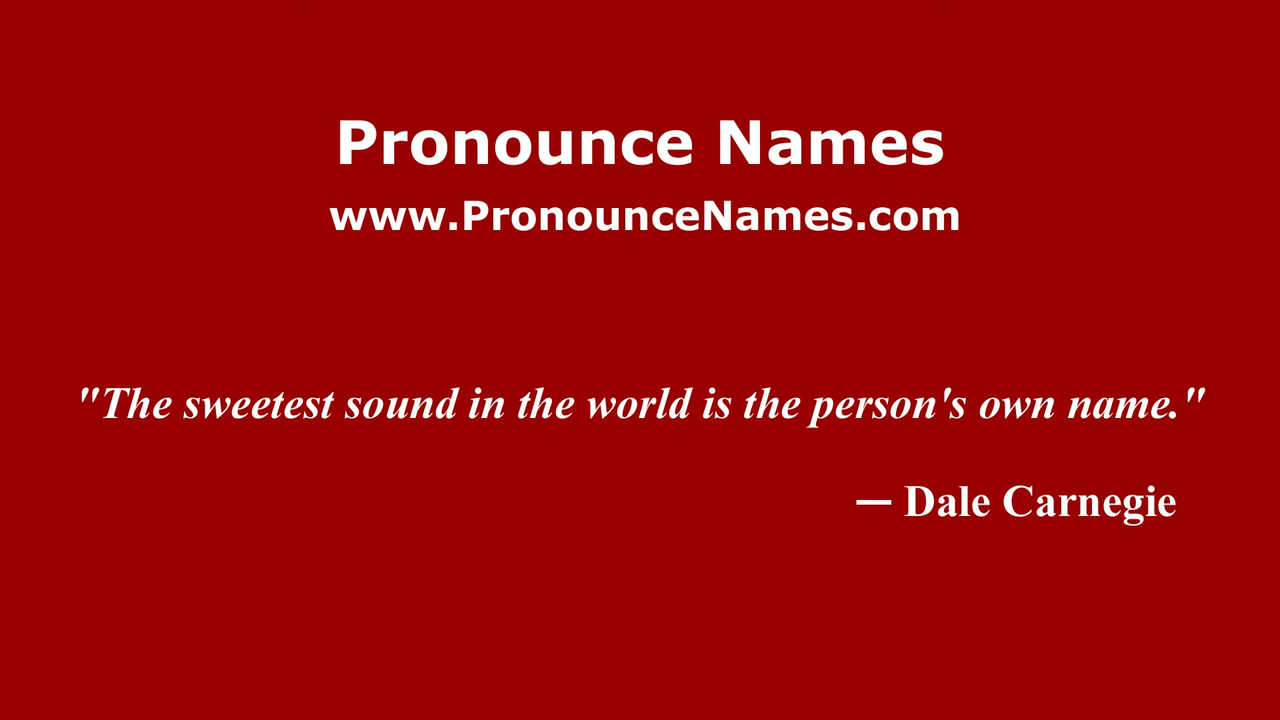 Pronounce Names
www.PronounceNames.com
"The sweetest sound in the world is the person's own name."
— Dale Carnegie